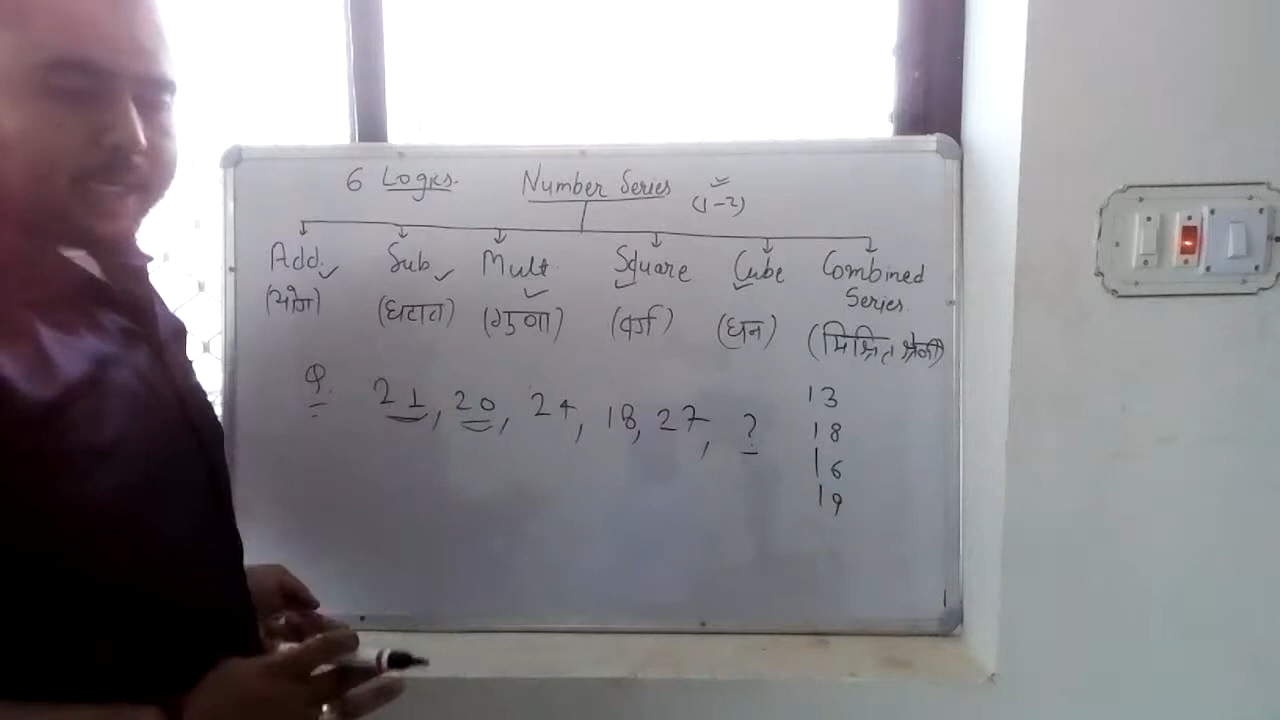 6 Logics. Number Series (1-2)
Add. Sub Mult Square Cube Combined Series.
(योग) (घटाव) (गुणा) (वर्ग) (घन) (मिश्रित श्रेणी)
Q. 21, 20, 24, 18, 27, ?
13
18
16
19